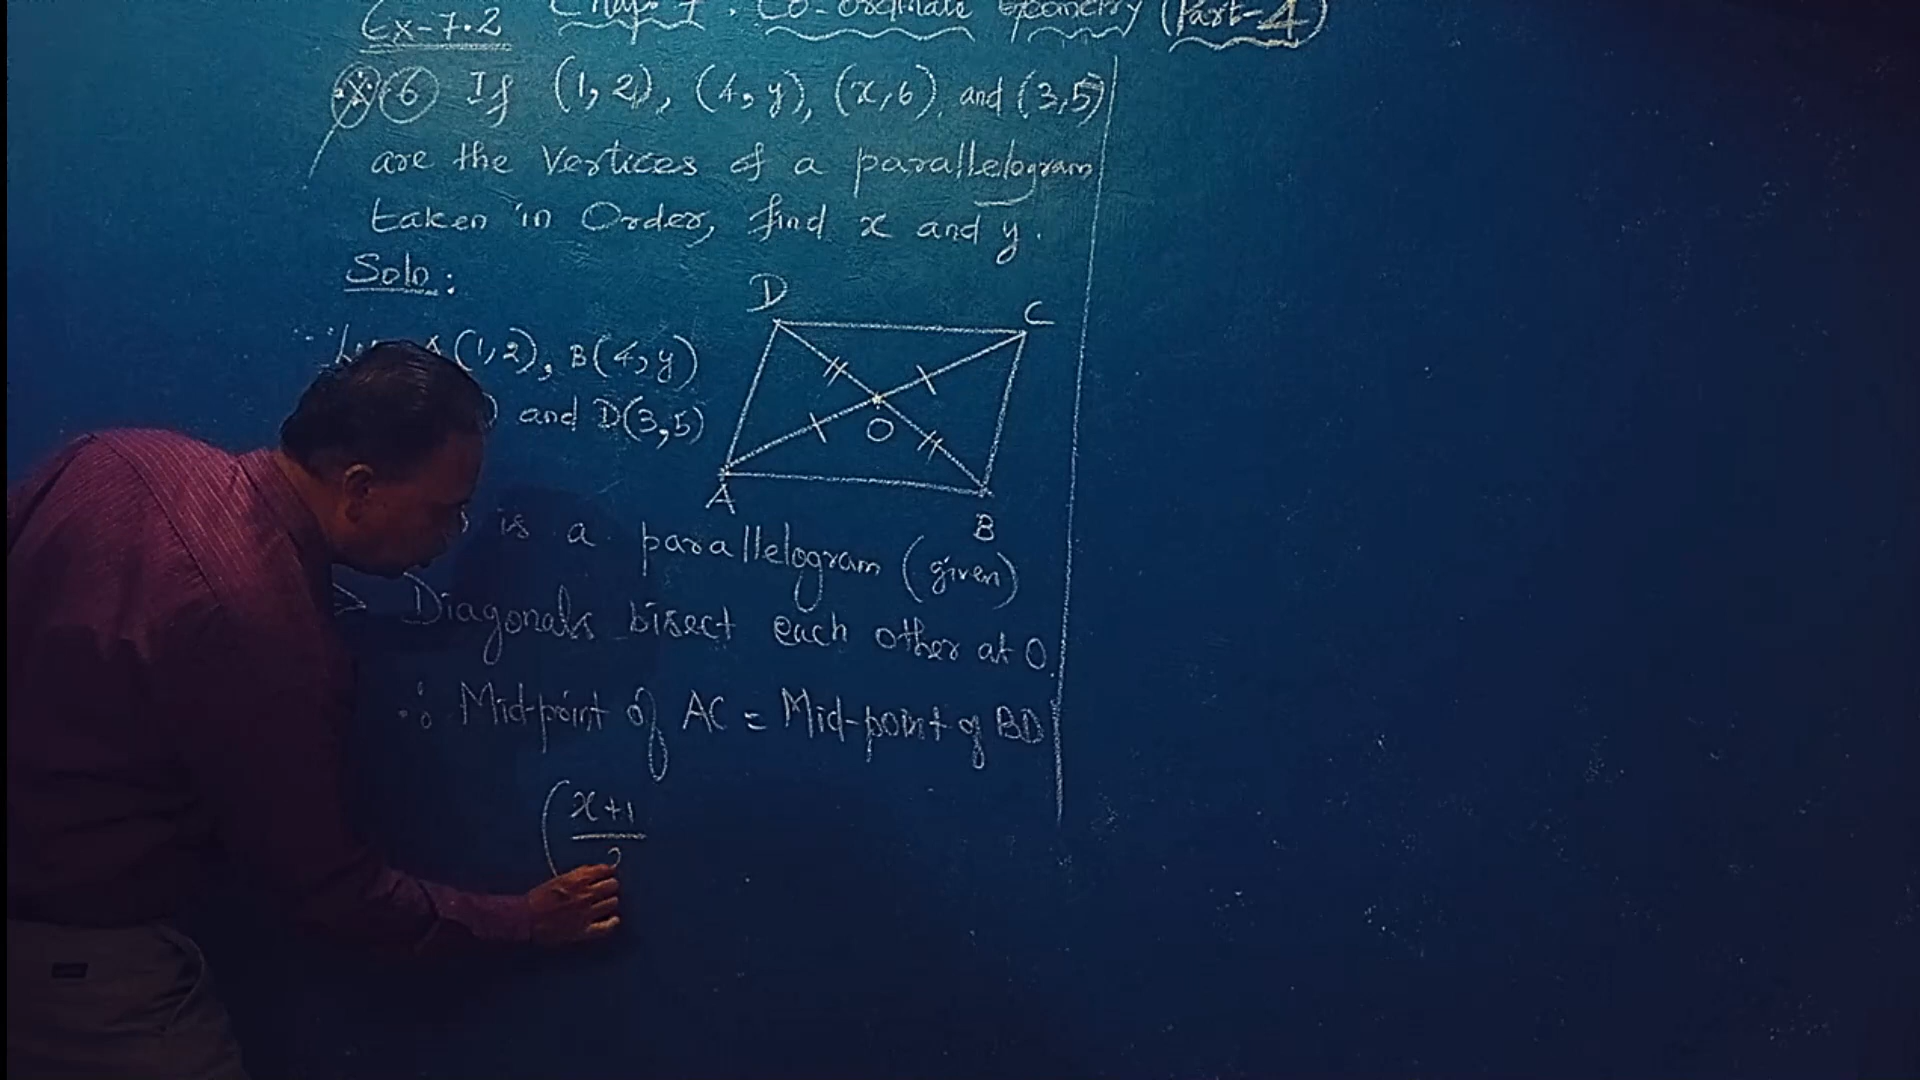 Ex-7.2 Chap 7. Co-ordinate Geometry (Part-4)
6 If (1,2), (4,y), (x,6) and (3,5)
are the vertices of a parallelogram
taken in Order, find x and y.
Soln:
D
C
A(1,2), B(4,y)
) and D(3,5)
O
A
B
is a parallelogram (given)
⇒ Diagonals bisect each other at O.
∴ Mid-point of AC = Mid-point of BD
(x+1
2